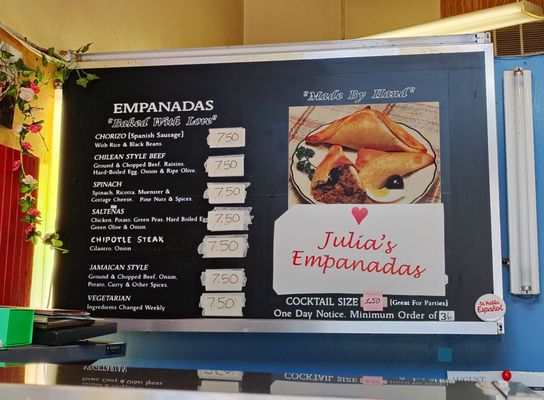 EMPANADAS
"Baked With Love"
CHORIZO [Spanish Sausage]
With Rice & Black Beans.
7.50
CHILEAN STYLE BEEF
Ground & Chopped Beef, Raisins,
Hard-Boiled Egg, Onion & Ripe Olive.
7.50
SPINACH
Spinach, Ricotta, Muenster &
Cottage Cheese, Pine Nuts & Spices.
7.50
SALTEÑAS
Chicken, Potato, Green Peas, Hard Boiled Egg
Green Olive & Onion.
7.50
CHIPOTLE STEAK
Cilantro, Onion
7.50
JAMAICAN STYLE
Ground & Chopped Beef, Onion,
Potato, Curry & Other Spices.
7.50
VEGETARIAN
Ingredients Changed Weekly
7.50
"Made By Hand"
Julia's
Empanadas
COCKTAIL SIZE 1.50 (Great For Parties)
One Day Notice. Minimum Order of
Se Habla
Español